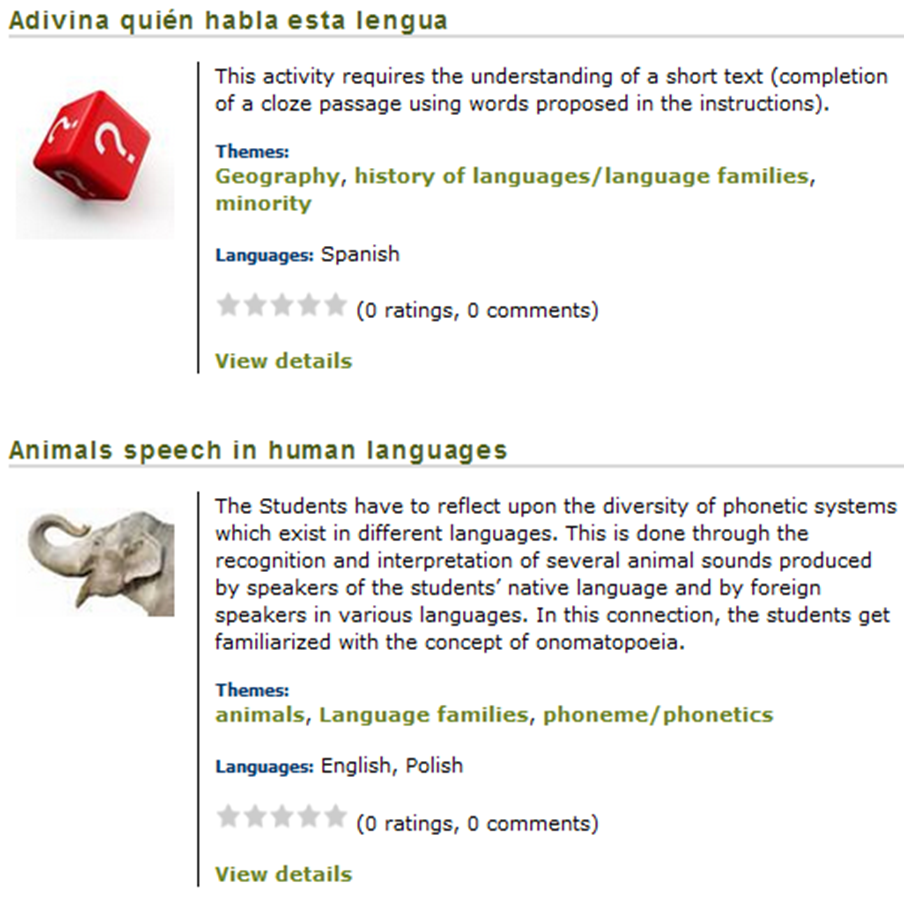 Adivina quién habla esta lengua
This activity requires the understanding of a short text (completion
of a cloze passage using words proposed in the instructions).
Themes:
Geography, history of languages/language families,
minority
Languages: Spanish
(0 ratings, 0 comments)
View details
Animals speech in human languages
The Students have to reflect upon the diversity of phonetic systems
which exist in different languages. This is done through the
recognition and interpretation of several animal sounds produced
by speakers of the students’ native language and by foreign
speakers in various languages. In this connection, the students get
familiarized with the concept of onomatopoeia.
Themes:
animals, Language families, phoneme/phonetics
Languages: English, Polish
(0 ratings, 0 comments)
View details